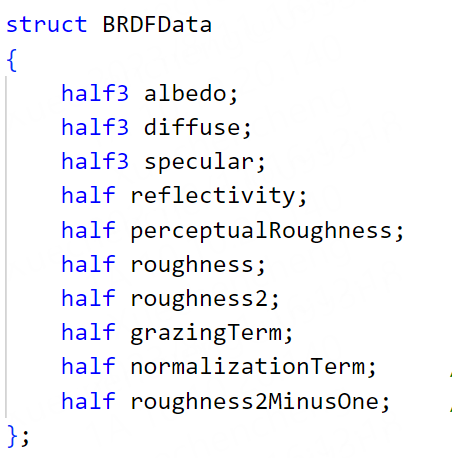 struct BRDFData
{
    half3 albedo;
    half3 diffuse;
    half3 specular;
    half reflectivity;
    half perceptualRoughness;
    half roughness;
    half roughness2;
    half grazingTerm;
    half normalizationTerm;
    half roughness2MinusOne;
};